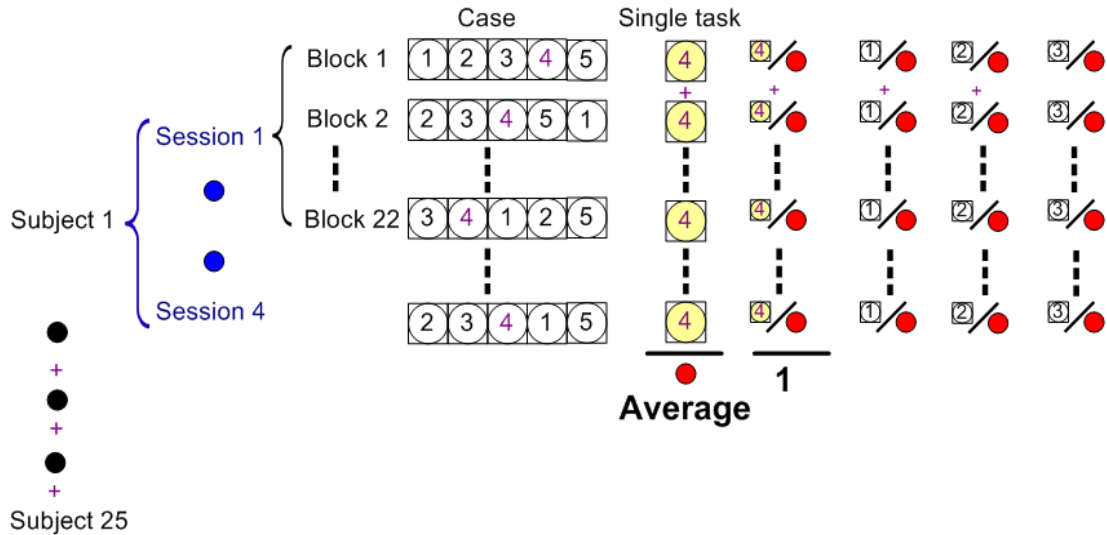 Case Single task
Block 1 1 2 3 4 5 4 4 / 1 / 2 / 3 /
+ + + +
Block 2 2 3 4 5 1 4 4 / 1 / 2 / 3 /
Session 1
Subject 1
Block 22 3 4 1 2 5 4 4 / 1 / 2 / 3 /
Session 4
2 3 4 1 5 4 4 / 1 / 2 / 3 /
1
Average
+
+
+
Subject 25